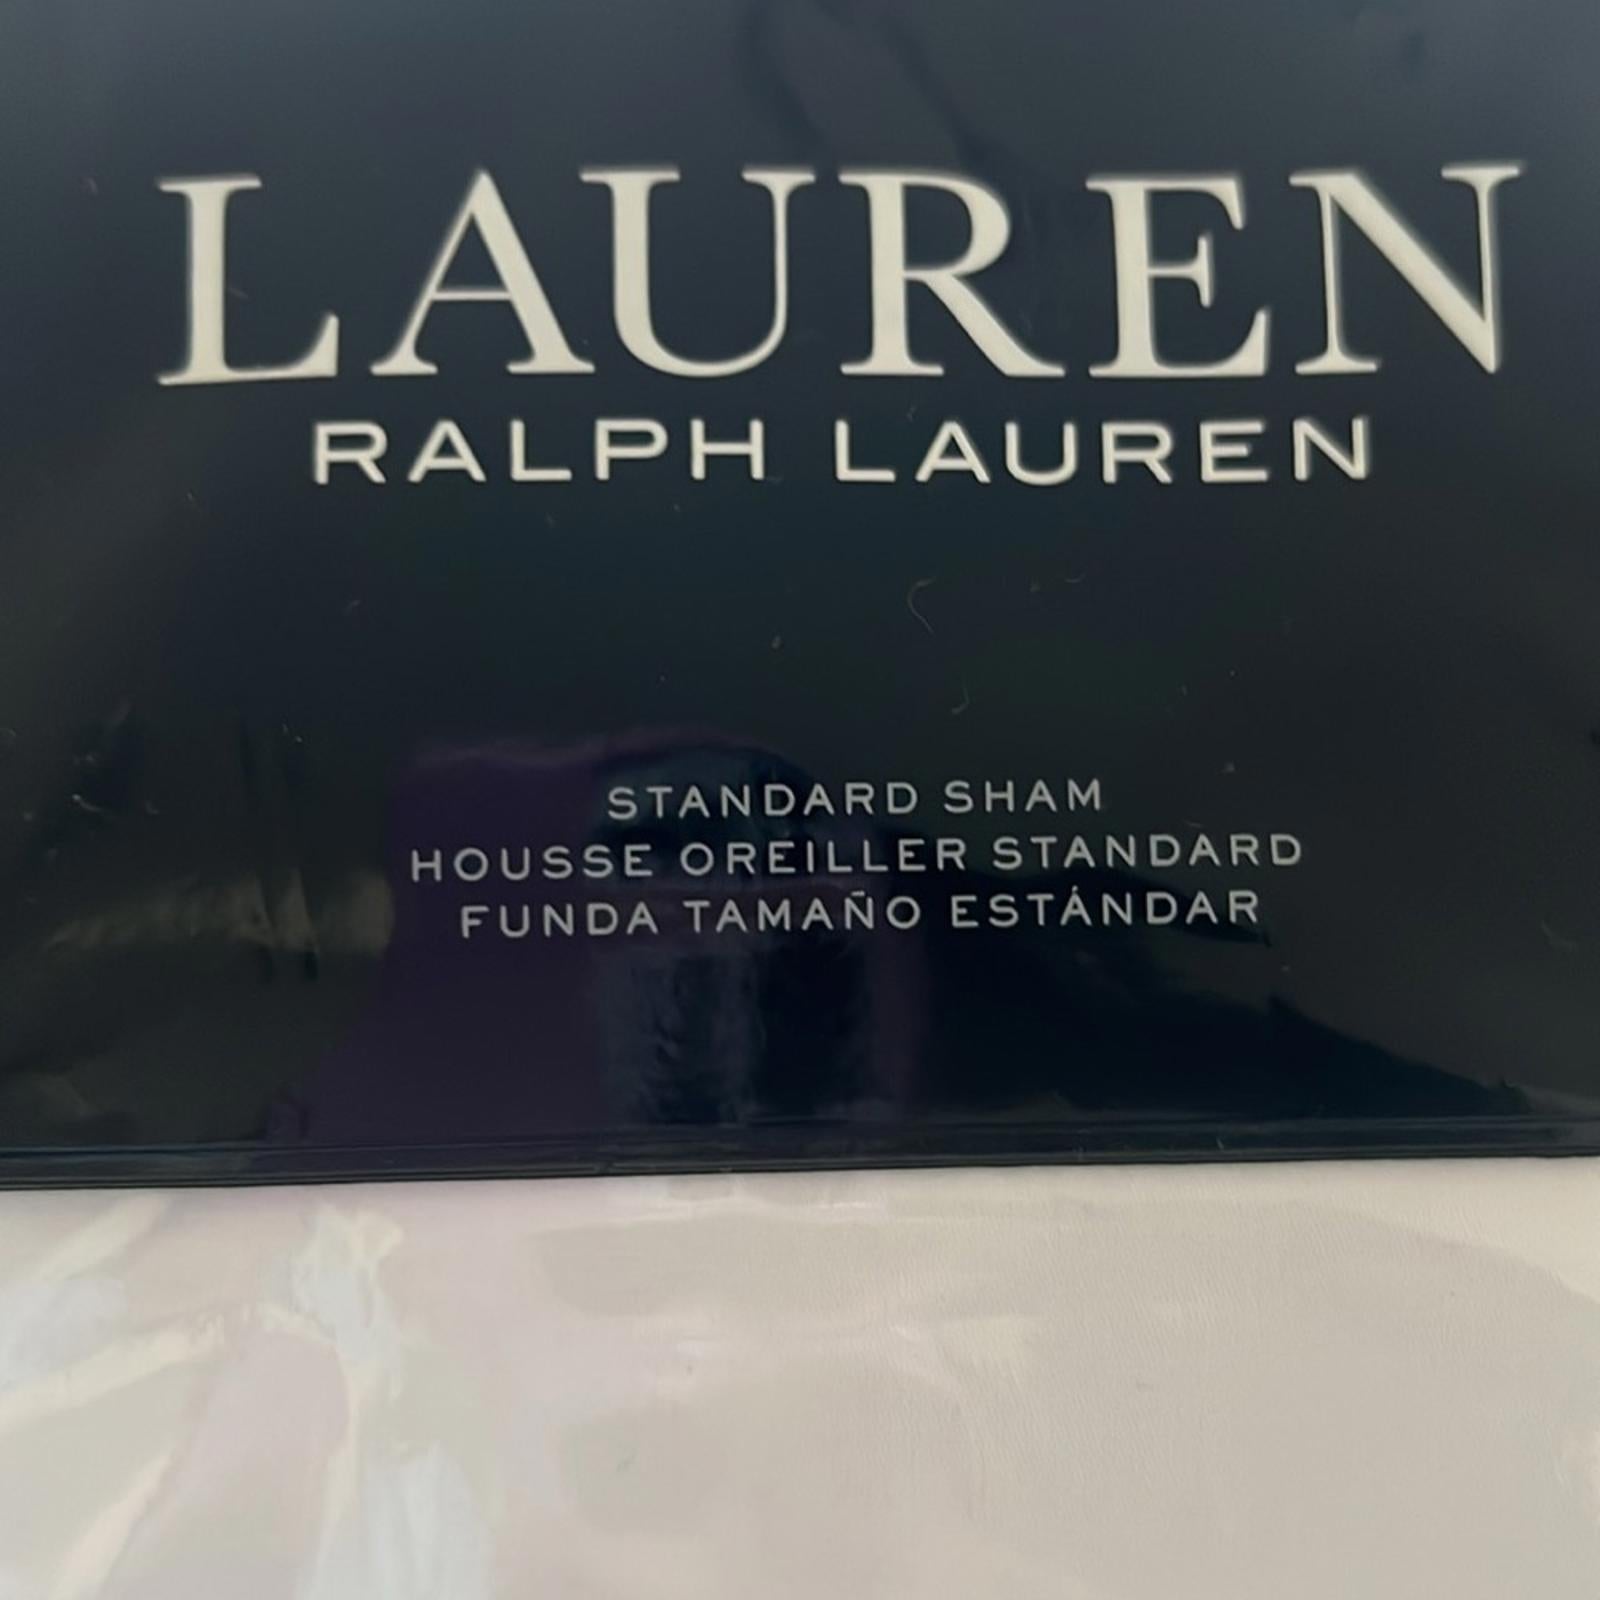 LAUREN
RALPH LAUREN
STANDARD SHAM
HOUSSE OREILLER STANDARD
FUNDA TAMAÑO ESTÁNDAR